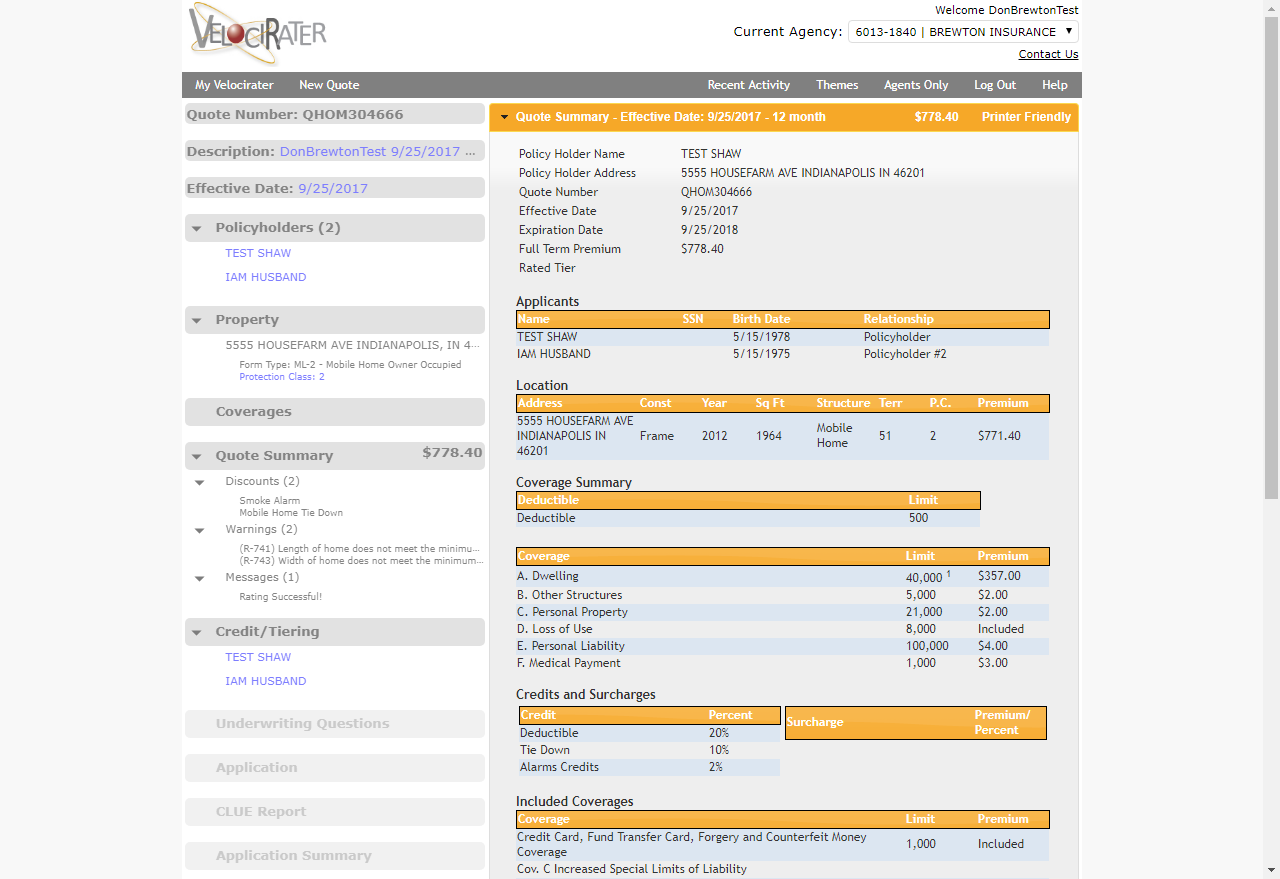 VELOCIRATER
Welcome DonBrewtonTest
Current Agency: 6013-1840 | BREWTON INSURANCE
Contact Us
My Velocirater New Quote Recent Activity Themes Agents Only Log Out Help
Quote Number: QHOM304666
Description: DonBrewtonTest 9/25/2017 ...
Effective Date: 9/25/2017
Policyholders (2)
TEST SHAW
IAM HUSBAND
Property
5555 HOUSEFARM AVE INDIANAPOLIS, IN 4...
Form Type: ML-2 - Mobile Home Owner Occupied
Protection Class: 2
Coverages
Quote Summary $778.40
Discounts (2)
Smoke Alarm
Mobile Home Tie Down
Warnings (2)
(R-741) Length of home does not meet the minimu...
(R-743) Width of home does not meet the minimum...
Messages (1)
Rating Successful!
Credit/Tiering
TEST SHAW
IAM HUSBAND
Underwriting Questions
Application
CLUE Report
Application Summary
Quote Summary - Effective Date: 9/25/2017 - 12 month $778.40 Printer Friendly
Policy Holder Name TEST SHAW
Policy Holder Address 5555 HOUSEFARM AVE INDIANAPOLIS IN 46201
Quote Number QHOM304666
Effective Date 9/25/2017
Expiration Date 9/25/2018
Full Term Premium $778.40
Rated Tier
Applicants
Name SSN Birth Date Relationship
TEST SHAW 5/15/1978 Policyholder
IAM HUSBAND 5/15/1975 Policyholder #2
Location
Address Const Year Sq Ft Structure Terr P.C. Premium
5555 HOUSEFARM AVE
INDIANAPOLIS IN
46201
Frame 2012 1964
Mobile
Home
51 2 $771.40
Coverage Summary
Deductible Limit
Deductible 500
Coverage Limit Premium
A. Dwelling 40,000 1 $357.00
B. Other Structures 5,000 $2.00
C. Personal Property 21,000 $2.00
D. Loss of Use 8,000 Included
E. Personal Liability 100,000 $4.00
F. Medical Payment 1,000 $3.00
Credits and Surcharges
Credit Percent
Deductible 20%
Tie Down 10%
Alarms Credits 2%
Surcharge
Premium/
Percent
Included Coverages
Coverage Limit Premium
Credit Card, Fund Transfer Card, Forgery and Counterfeit Money
Coverage
1,000 Included
Cov. C Increased Special Limits of Liability